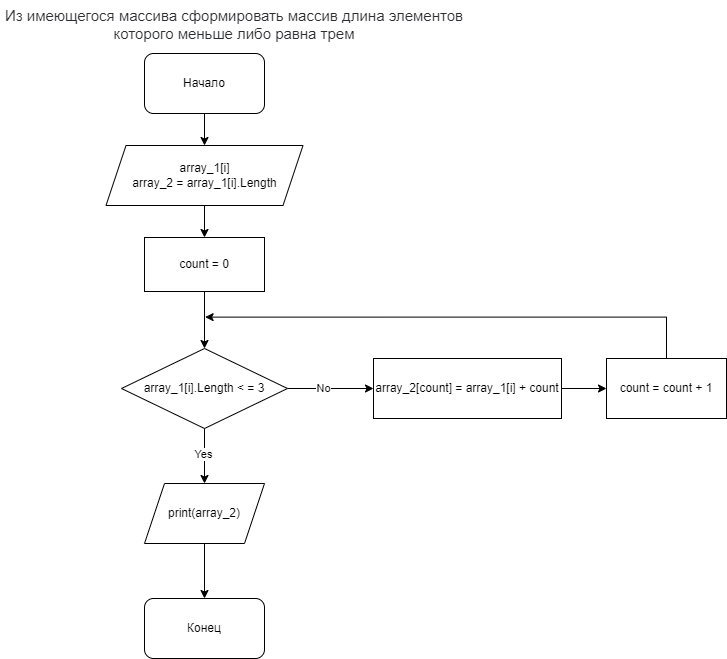 Из имеющегося массива сформировать массив длина элементов
которого меньше либо равна трем
Начало
array_1[i]
array_2 = array_1[i].Length
count = 0
array_1[i].Length < = 3
No
array_2[count] = array_1[i] + count
count = count + 1
Yes
print(array_2)
Конец